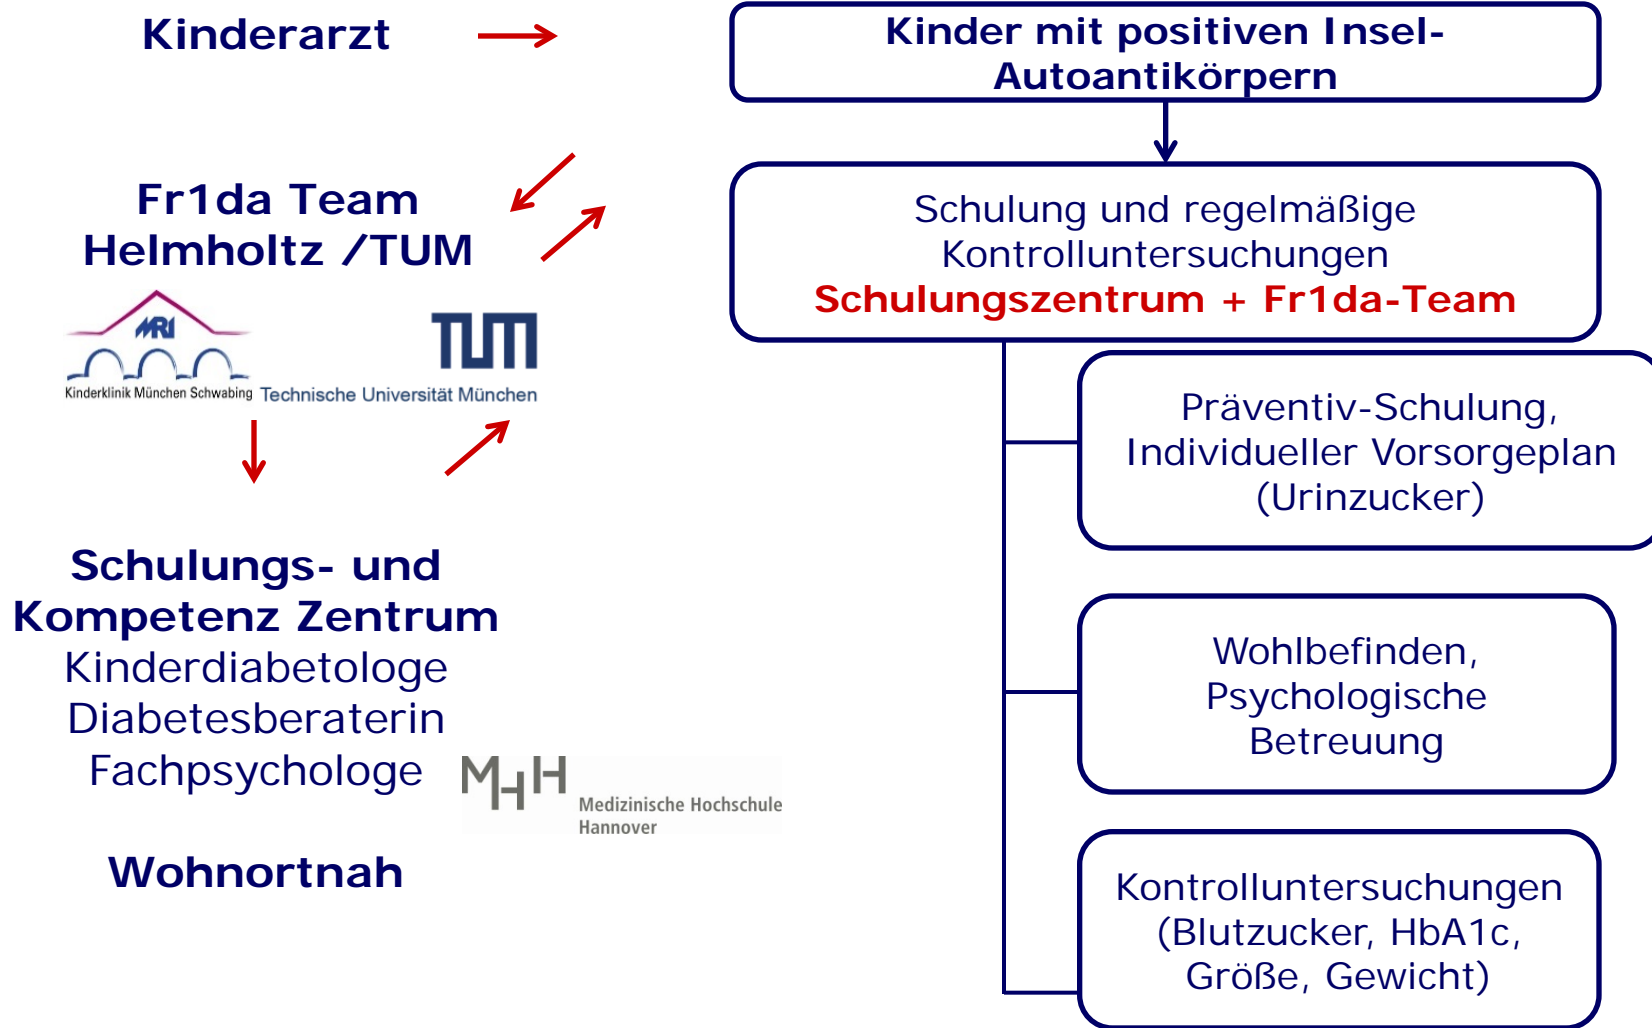 Kinderarzt
Fr1da Team
Helmholtz /TUM
MRI
Kinderklinik München Schwabing
TUM
Technische Universität München
Schulungs- und
Kompetenz Zentrum
Kinderdiabetologe
Diabetesberaterin
Fachpsychologe
MHH
Medizinische Hochschule
Hannover
Wohnortnah
Kinder mit positiven Insel-
Autoantikörpern
Schulung und regelmäßige
Kontrolluntersuchungen
Schulungszentrum + Fr1da-Team
Präventiv-Schulung,
Individueller Vorsorgeplan
(Urinzucker)
Wohlbefinden,
Psychologische
Betreuung
Kontrolluntersuchungen
(Blutzucker, HbA1c,
Größe, Gewicht)